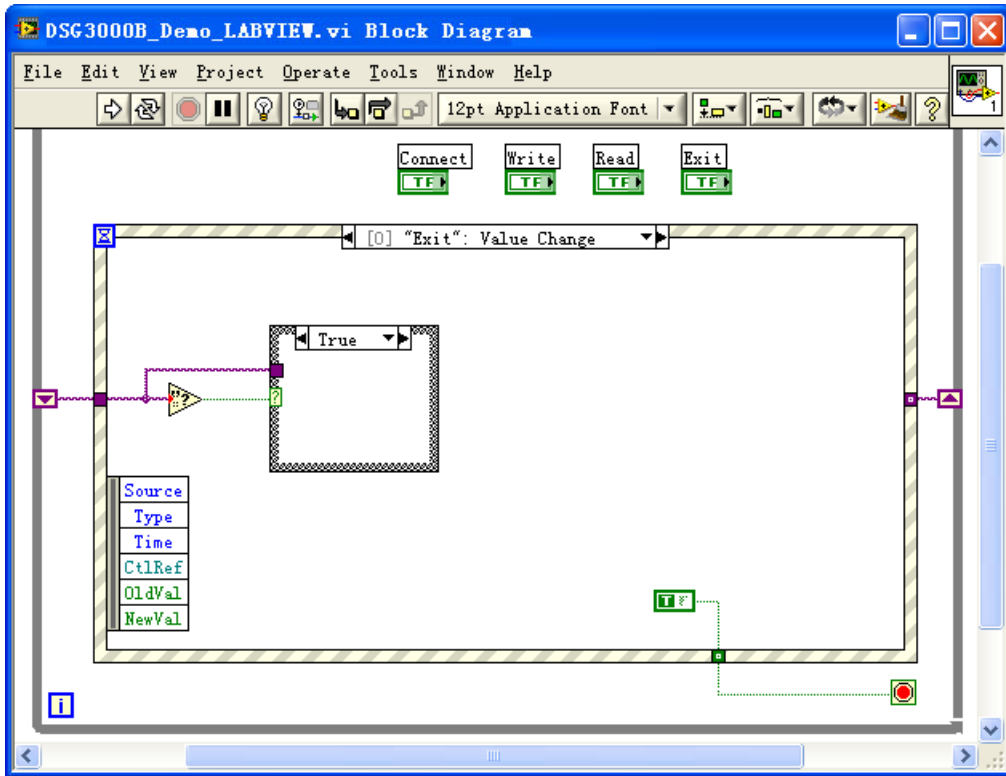 DSG3000B_Demo_LABVIEW.vi Block Diagram
File Edit View Project Operate Tools Window Help
12pt Application Font
1
Connect Write Read Exit
TF TF TF TF
[0] "Exit": Value Change
True
"?
?
Source
Type
Time
CtlRef
OldVal
NewVal
T
i